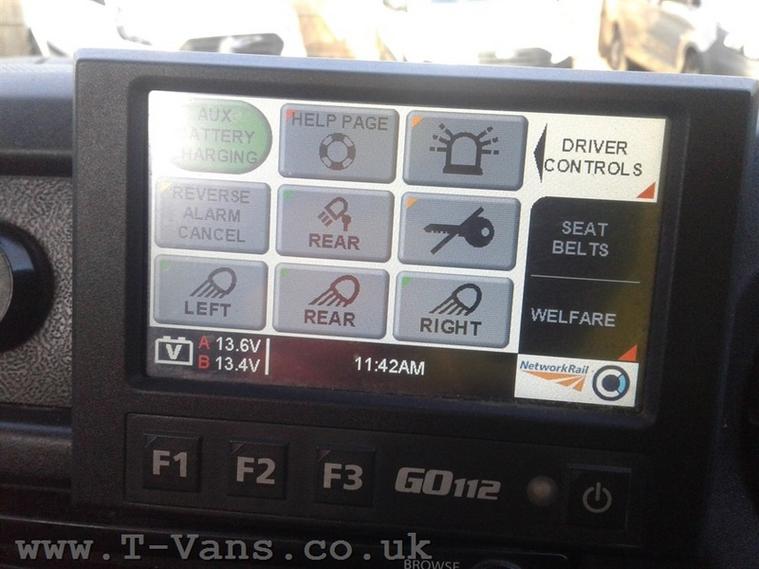 AUX
BATTERY
CHARGING
HELP PAGE
DRIVER
CONTROLS
REVERSE
ALARM
CANCEL
REAR
SEAT
BELTS
LEFT
REAR
RIGHT
WELFARE
V
A 13.6V
B 13.4V
11:42AM
NetworkRail
F1
F2
F3
GO112
www.T-Vans.co.uk
BROWSE